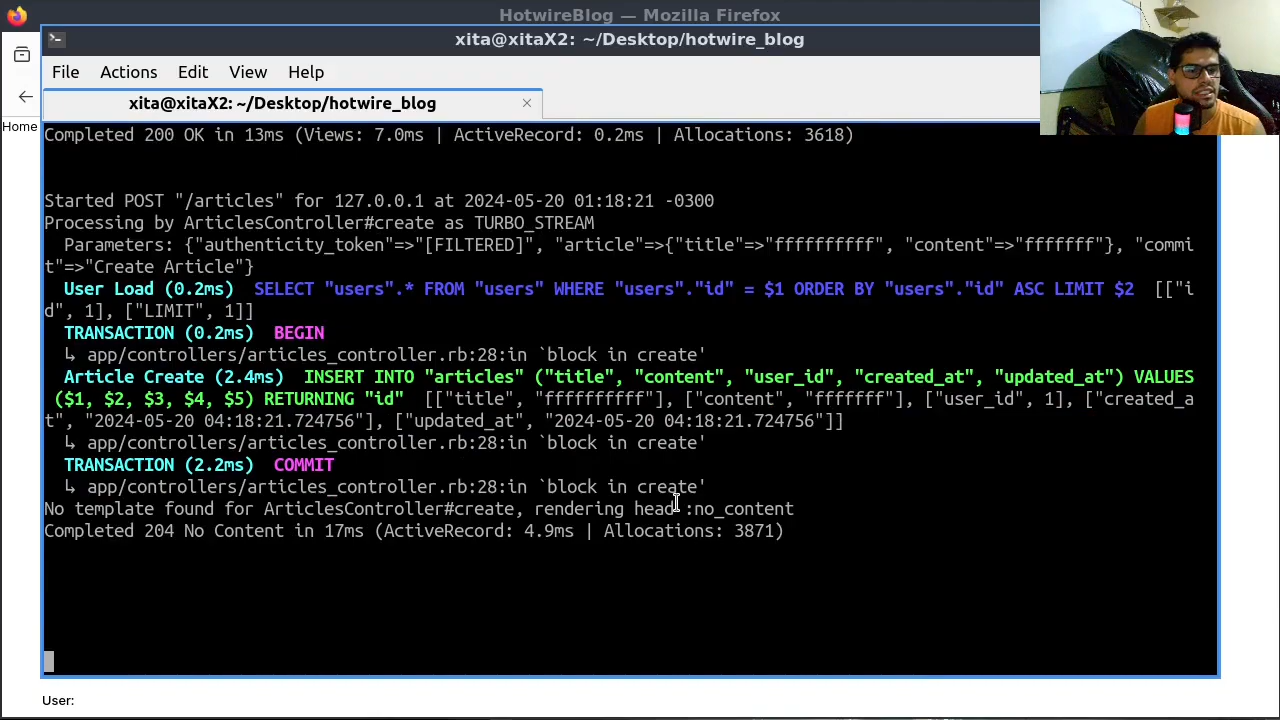 HotwireBlog — Mozilla Firefox
xita@xitaX2: ~/Desktop/hotwire_blog
File Actions Edit View Help
xita@xitaX2: ~/Desktop/hotwire_blog ×
Home
Completed 200 OK in 13ms (Views: 7.0ms | ActiveRecord: 0.2ms | Allocations: 3618)
Started POST "/articles" for 127.0.0.1 at 2024-05-20 01:18:21 -0300
Processing by ArticlesController#create as TURBO_STREAM
Parameters: {"authenticity_token"=>"[FILTERED]", "article"=>{"title"=>"ffffffffff", "content"=>"fffffff"}, "commi
t"=>"Create Article"}
User Load (0.2ms) SELECT "users".* FROM "users" WHERE "users"."id" = $1 ORDER BY "users"."id" ASC LIMIT $2 [["i
d", 1], ["LIMIT", 1]]
TRANSACTION (0.2ms) BEGIN
↳ app/controllers/articles_controller.rb:28:in `block in create'
Article Create (2.4ms) INSERT INTO "articles" ("title", "content", "user_id", "created_at", "updated_at") VALUES
($1, $2, $3, $4, $5) RETURNING "id" [["title", "ffffffffff"], ["content", "fffffff"], ["user_id", 1], ["created_a
t", "2024-05-20 04:18:21.724756"], ["updated_at", "2024-05-20 04:18:21.724756"]]
↳ app/controllers/articles_controller.rb:28:in `block in create'
TRANSACTION (2.2ms) COMMIT
↳ app/controllers/articles_controller.rb:28:in `block in create'
No template found for ArticlesController#create, rendering head :no_content
Completed 204 No Content in 17ms (ActiveRecord: 4.9ms | Allocations: 3871)
User: